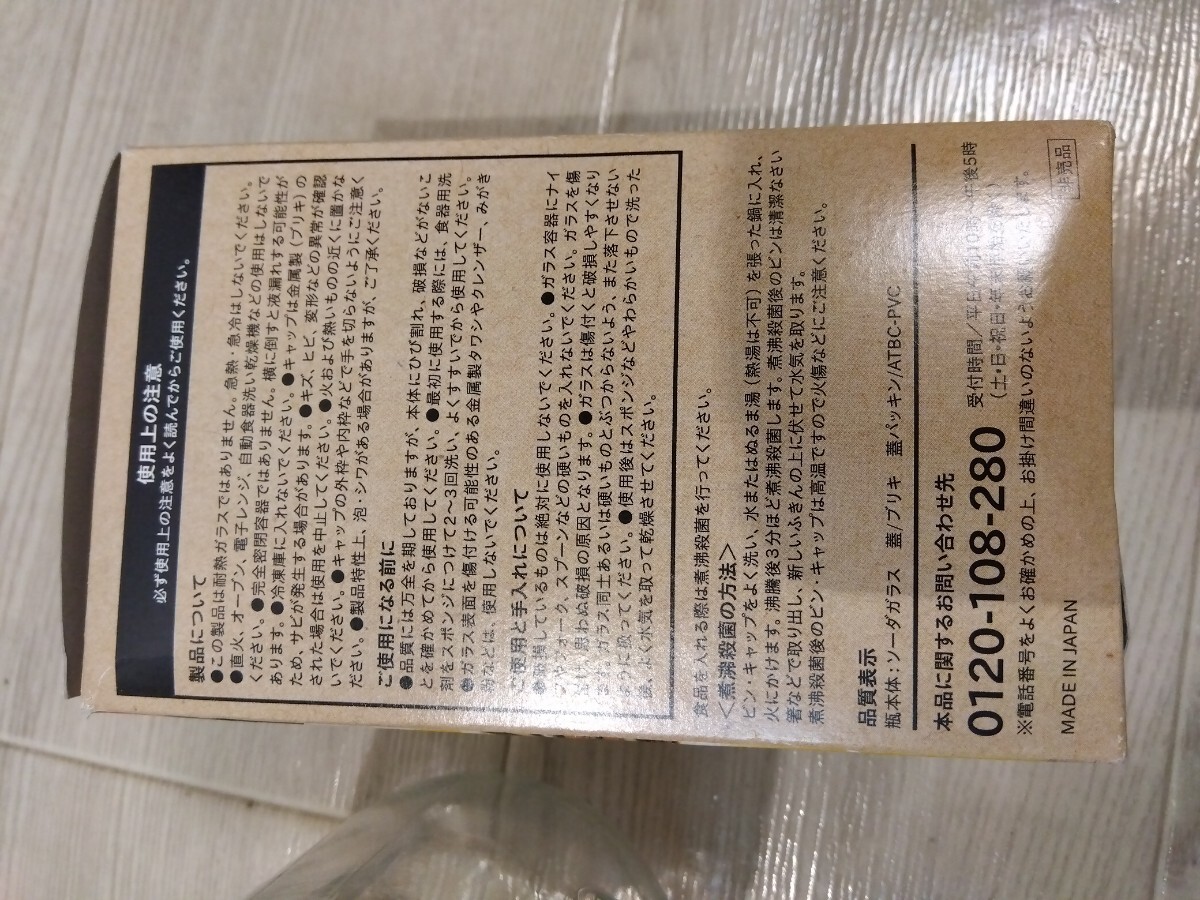 使用上の注意
必ず使用上の注意をよく読んでからご使用ください。
製品について
●この製品は耐熱ガラスではありません。急熱・急冷はしないでください。
●直火、オーブン、電子レンジ、自動食器洗い乾燥機などの使用はしないで
ください。●完全密閉容器ではありません。横に倒すと液漏れする可能性が
あります。●冷凍庫に入れないでください。●キャップは金属製(ブリキ)の
ため、サビが発生する場合があります。●キズ、ヒビ、変形などの異常が確認
された場合は使用を中止してください。●火および熱いものの近くに置かな
いでください。●キャップの外枠や内枠などで手を切らないようにご注意く
ださい。●製品特性上、泡・シワがある場合がありますが、ご了承ください。
ご使用になる前に
●品質には万全を期しておりますが、本体にひび割れ、破損などがないこ
とを確かめてから使用してください。●最初に使用する際には、食器用洗
剤をスポンジにつけて2〜3回洗い、よくすすいでから使用してください。
●ガラス表面を傷付ける可能性のある金属製タワシやクレンザー、みがき
などは、使用しないでください。
ご使用と手入れについて
しているものは絶対に使用しないでください。●ガラス容器にナイ
フ、フォーク、スプーンなどの硬いものを入れないでください。ガラスを傷
思わぬ破損の原因となります。●ガラスは傷付くと破損しやすくなり
ガラス同士あるいは硬いものとぶつからないよう、また落下させない
ように扱ってください。●使用後はスポンジなどやわらかいもので洗った
後、よく水気を取って乾燥させてください。
食品を入れる際は煮沸殺菌を行ってください。
<煮沸殺菌の方法>
ビン・キャップをよく洗い、水またはぬるま湯(熱湯は不可)を張った鍋に入れ、
火にかけます。沸騰後3分ほど煮沸殺菌します。煮沸殺菌後のビンは清潔なさい
箸などで取り出し、新しいふきんの上に伏せて水気を取ります。
煮沸殺菌後のビン・キャップは高温ですので火傷などにご注意ください。
品質表示
瓶本体:ソーダガラス 蓋/ブリキ 蓋パッキン/ATBC-PVC
本品に関するお問い合わせ先
0120-108-280 受付時間/平日午前10時 午後5時
(土・日・祝日・年
※電話番号をよくお確かめの上、お掛け間違いのないようお願いいたします。
MADE IN JAPAN 非売品